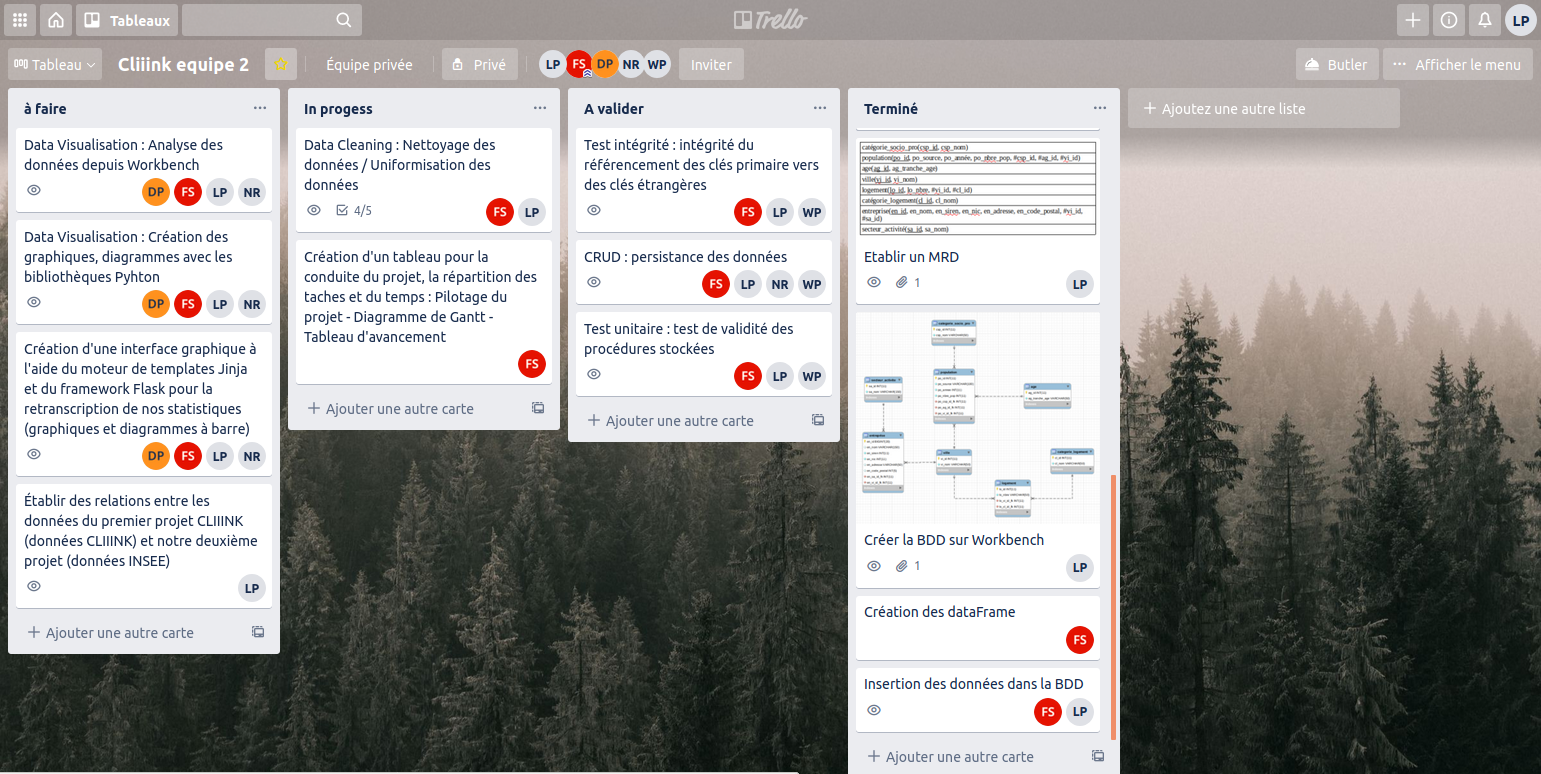 Tableaux
Trello
LP
Tableau
Cliiink equipe 2
Équipe privée
Privé
LP FS DP NR WP
Inviter
Butler
Afficher le menu
à faire
Data Visualisation : Analyse des
données depuis Workbench
DP FS LP NR
Data Visualisation : Création des
graphiques, diagrammes avec les
bibliothèques Pyhton
DP FS LP NR
Création d'une interface graphique à
l'aide du moteur de templates Jinja
et du framework Flask pour la
retranscription de nos statistiques
(graphiques et diagrammes à barre)
DP FS LP NR
Établir des relations entre les
données du premier projet CLIIINK
(données CLIIINK) et notre deuxième
projet (données INSEE)
LP
Ajouter une autre carte
In progess
Data Cleaning : Nettoyage des
données / Uniformisation des
données
4/5
FS LP
Création d'un tableau pour la
conduite du projet, la répartition des
taches et du temps : Pilotage du
projet - Diagramme de Gantt -
Tableau d'avancement
FS
Ajouter une autre carte
A valider
Test intégrité : intégrité du
référencement des clés primaire vers
des clés étrangères
FS LP WP
CRUD : persistance des données
FS LP NR WP
Test unitaire : test de validité des
procédures stockées
FS LP WP
Ajouter une autre carte
Terminé
catégorie_socio_pro(csp_id, csp_nom)
population(po_id, po_source, po_année, po_nbre_pop, #csp_id, #ag_id, #yi_id)
age(ag_id, ag_tranche_age)
ville(yi_id, yi_nom)
logement(lo_id, lo_nbre, #yi_id, #cl_id)
catégorie_logement(cl_id, cl_nom)
entreprise(en_id, en_nom, en_siren, en_nic, en_adresse, en_code_postal, #yi_id,
#sa_id)
secteur_activité(sa_id, sa_nom)
Etablir un MRD
1
LP
Créer la BDD sur Workbench
1
LP
Création des dataFrame
FS
Insertion des données dans la BDD
FS LP
Ajouter une autre carte
Ajoutez une autre liste